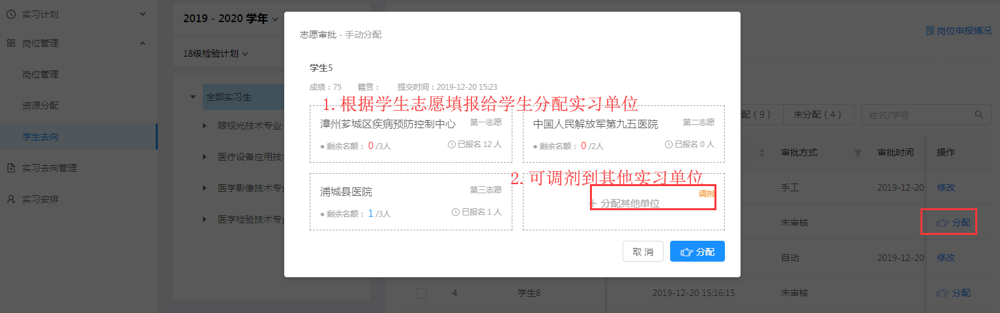 实习计划
岗位管理
岗位管理
资源分配
学生去向
实习去向管理
实习安排
2019 - 2020 学年
18级检验计划
全部实习生
眼视光技术专业
医疗设备应用技
医学影像技术专业
医学检验技术专业
志愿审批 - 手动分配
学生5
成绩：75 籍贯： 提交时间：2019-12-20 15:23
1. 根据学生志愿填报给学生分配实习单位
漳州芗城区疾病预防控制中心 第一志愿
剩余名额： 0 /3人 已报名 12 人
中国人民解放军第九五医院 第二志愿
剩余名额： 0 /2人 已报名 0 人
2. 可调剂到其他实习单位
浦城县医院 第三志愿
剩余名额： 1 /3人 已报名 1 人
调剂
+ 分配其他单位
取 消 分配
岗位申报情况
配（ 9 ） 未分配（ 4 ） 姓名/学号
审批方式 审批时间 操作
手工 2019-12-20 修改
未审核 分配
自动 2019-12-20 修改
4 学生8 2019-12-20 15:16:15 未审核 分配